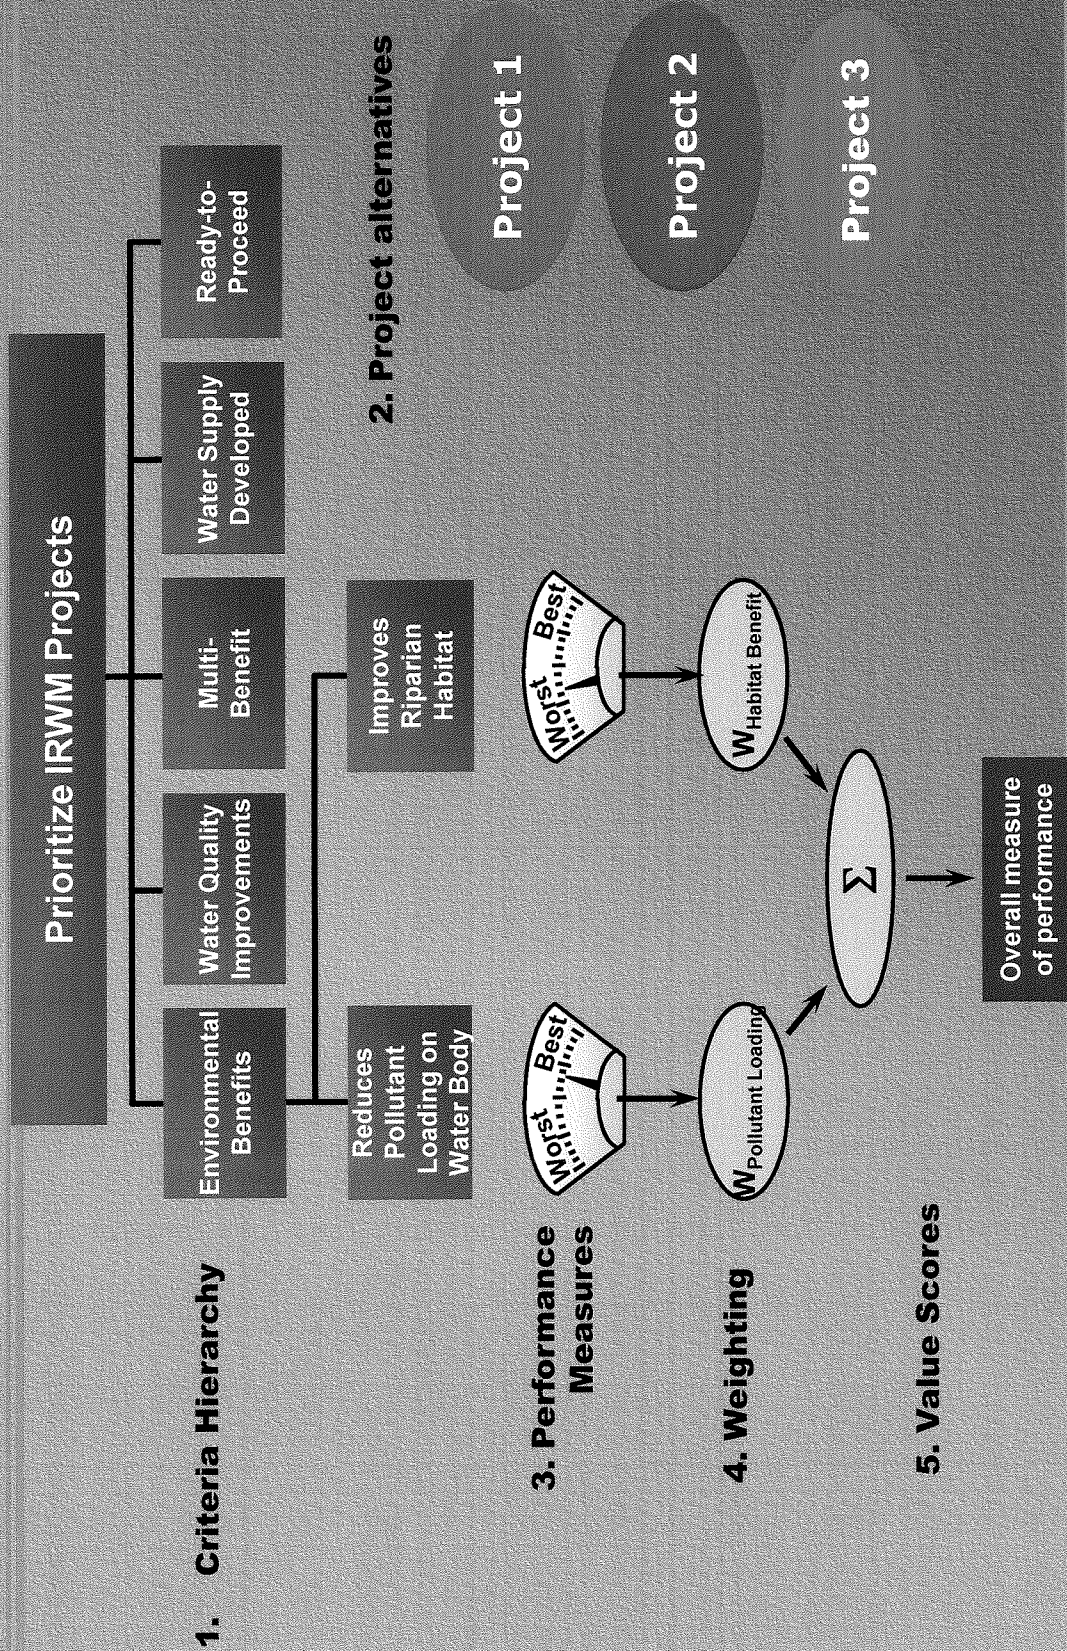 Prioritize IRWM Projects
1. Criteria Hierarchy
Environmental
Benefits
Water Quality
Improvements
Multi-
Benefit
Water Supply
Developed
Ready-to-
Proceed
Reduces
Pollutant
Loading on
Water Body
Improves
Riparian
Habitat
2. Project alternatives
Project 1
Project 2
Project 3
3. Performance
Measures
Worst Best
Worst Best
4. Weighting
WPollutant Loading
WHabitat Benefit
5. Value Scores
Σ
Overall measure
of performance